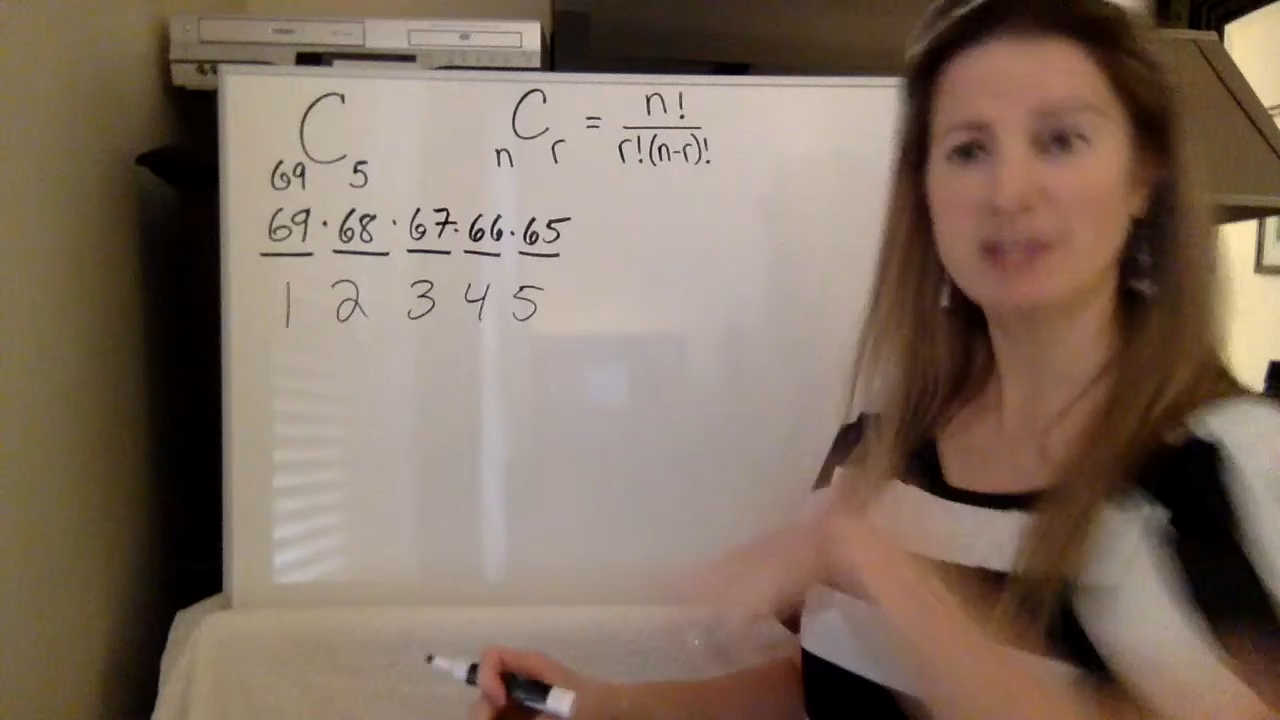 69C5
nCr = n!/r!(n-r)!
69·68·67·66·65
1 2 3 4 5